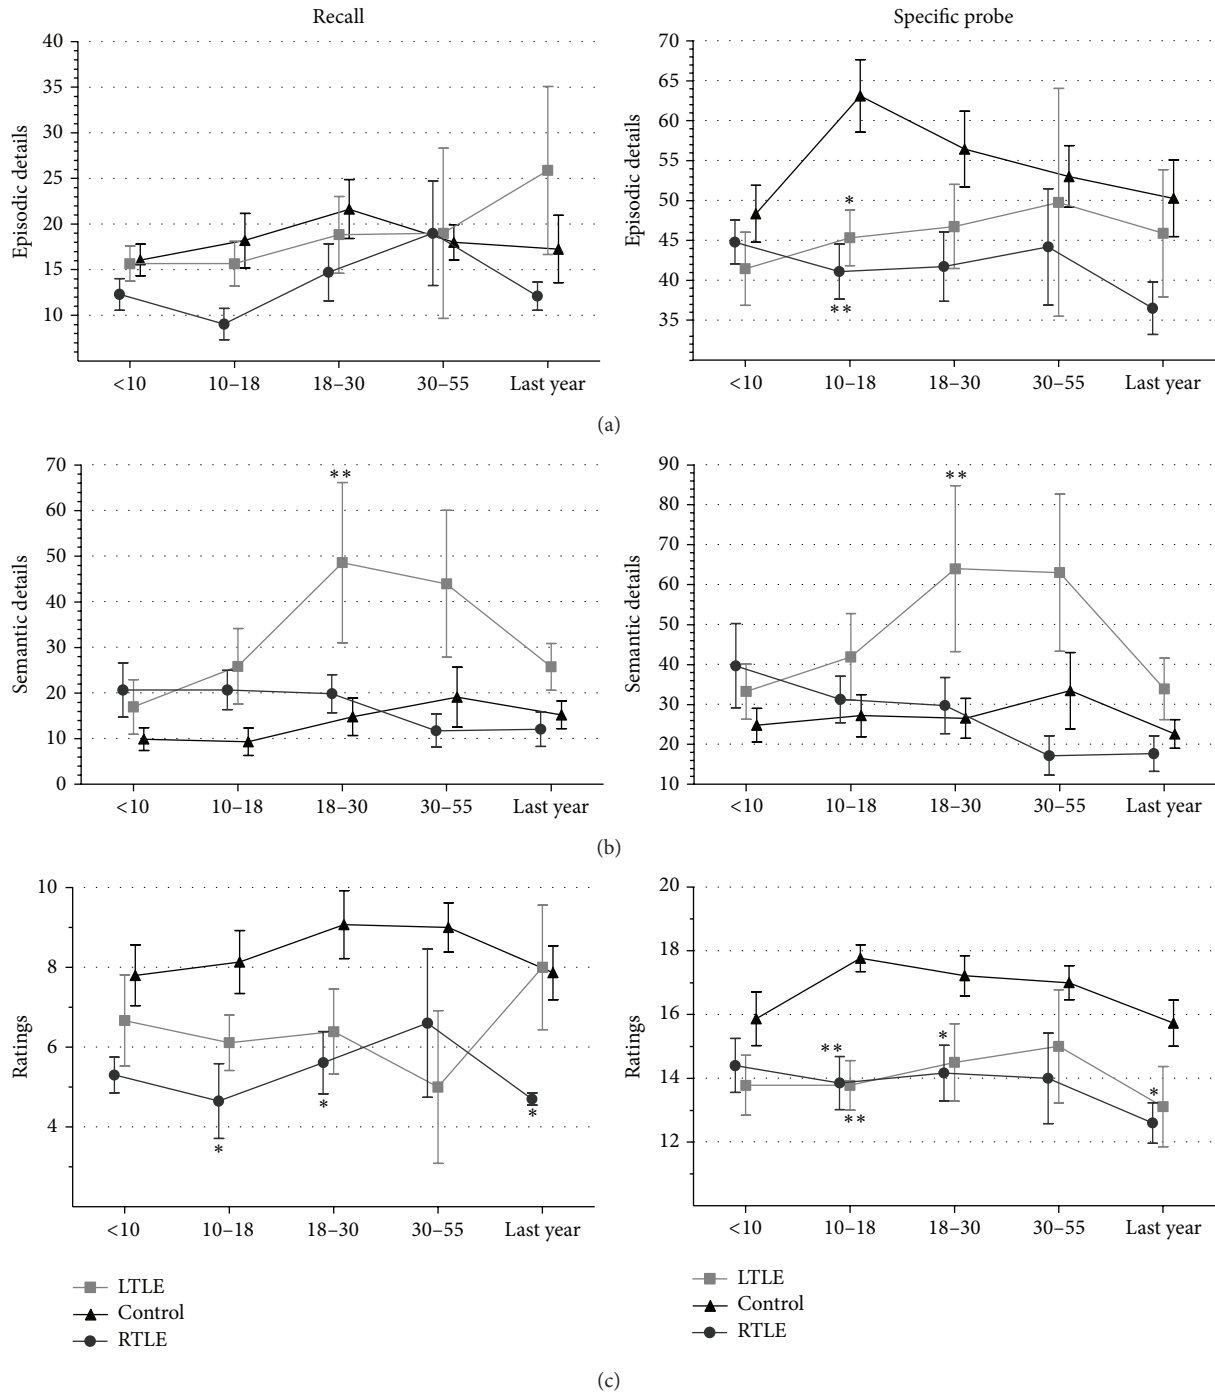 Recall
Specific probe
40
35
30
25
20
15
10
Episodic details
<10 10–18 18–30 30–55 Last year
70
65
60
55
50
45
40
35
Episodic details
*
**
<10 10–18 18–30 30–55 Last year
(a)
70
60
50
40
30
20
10
0
Semantic details
**
<10 10–18 18–30 30–55 Last year
90
80
70
60
50
40
30
20
10
Semantic details
**
<10 10–18 18–30 30–55 Last year
(b)
10
8
6
4
Ratings
* * *
<10 10–18 18–30 30–55 Last year
20
18
16
14
12
Ratings
** * *
**
<10 10–18 18–30 30–55 Last year
LTLE
Control
RTLE
LTLE
Control
RTLE
(c)